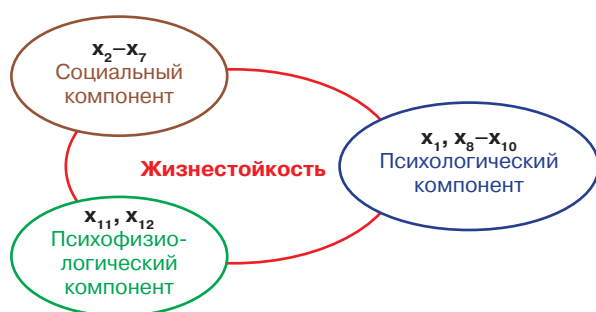 x₂–x₇
Социальный
компонент
x₁, x₈–x₁₀
Психологический
компонент
Жизнестойкость
x₁₁, x₁₂
Психофизио-
логический
компонент